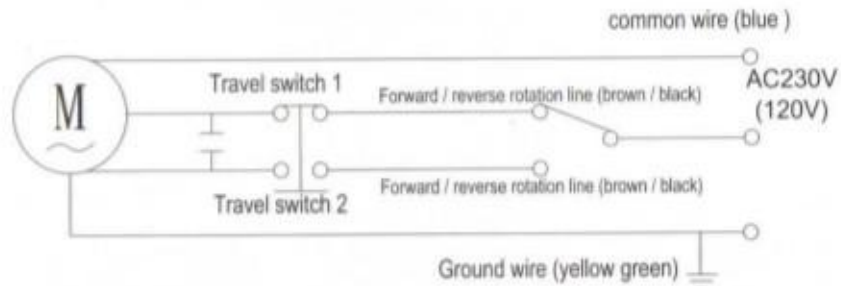 common wire (blue )
AC230V
(120V)
Travel switch 1
Forward / reverse rotation line (brown / black)
M
Travel switch 2
Forward / reverse rotation line (brown / black)
Ground wire (yellow green)